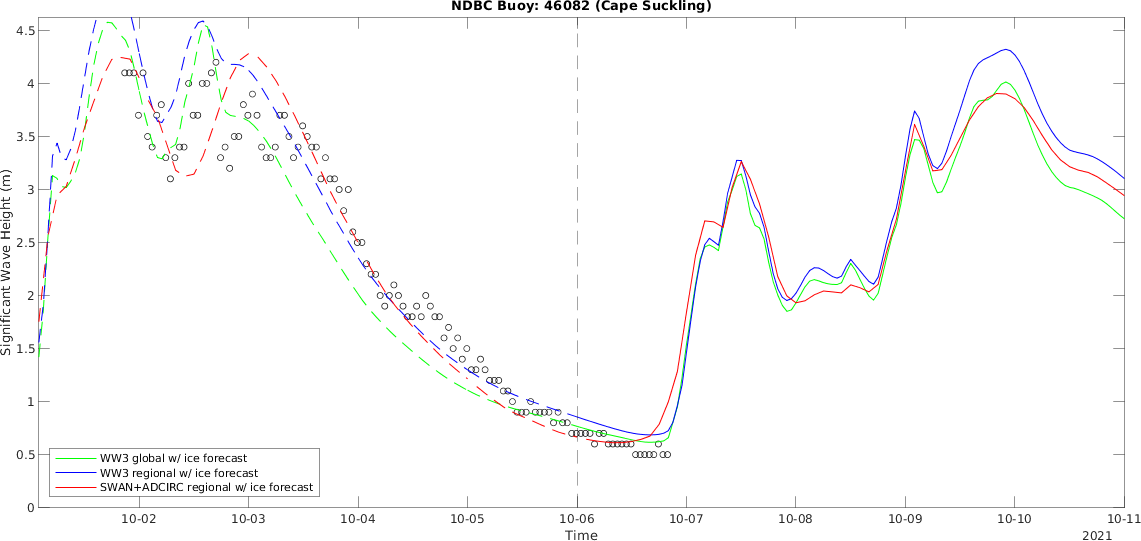 NDBC Buoy: 46082 (Cape Suckling)
4.5
4
3.5
3
2.5
2
1.5
1
0.5
0
Significant Wave Height (m)
WW3 global w/ ice forecast
WW3 regional w/ ice forecast
SWAN+ADCIRC regional w/ ice forecast
10-02 10-03 10-04 10-05 10-06 10-07 10-08 10-09 10-10 10-11
Time
2021